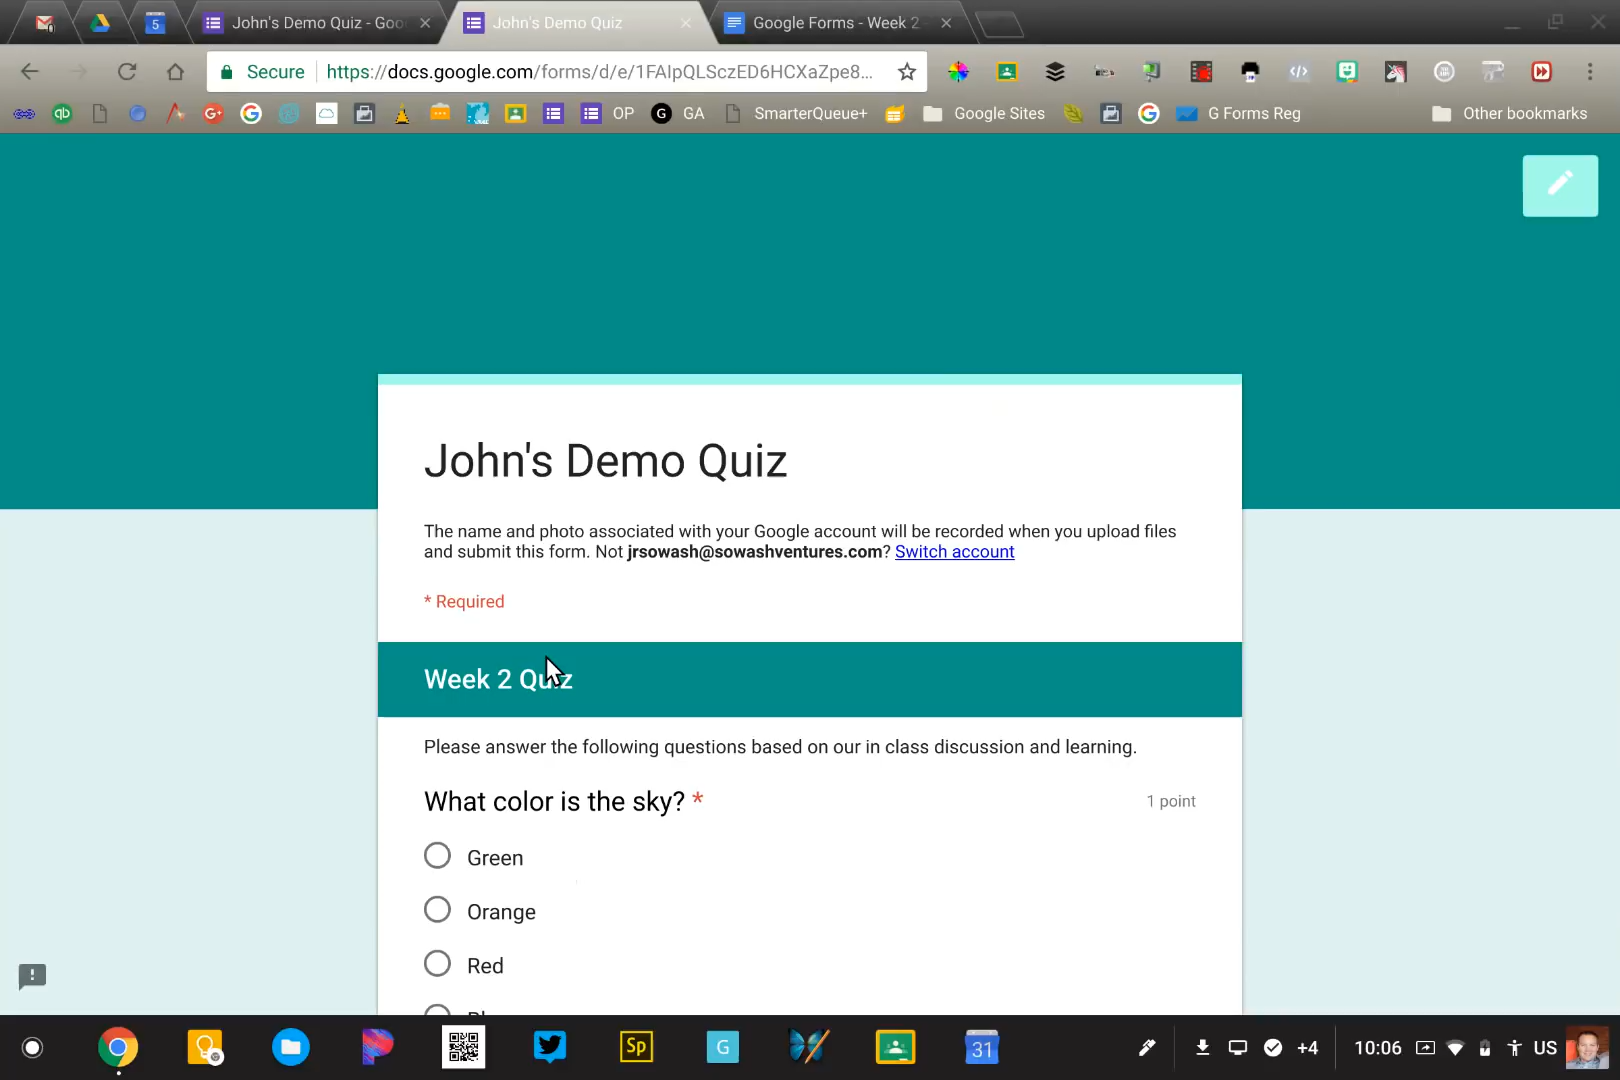 John's Demo Quiz - Goo
John's Demo Quiz
Google Forms - Week 2
Secure
https://docs.google.com/forms/d/e/1FAIpQLSczED6HCXaZpe8...
OP
GA
SmarterQueue+
Google Sites
G Forms Reg
Other bookmarks
John's Demo Quiz
The name and photo associated with your Google account will be recorded when you upload files
and submit this form. Not jrsowash@sowashventures.com? Switch account
* Required
Week 2 Quiz
Please answer the following questions based on our in class discussion and learning.
What color is the sky? *
1 point
Green
Orange
Red
Sp
G
31
+4
10:06
US